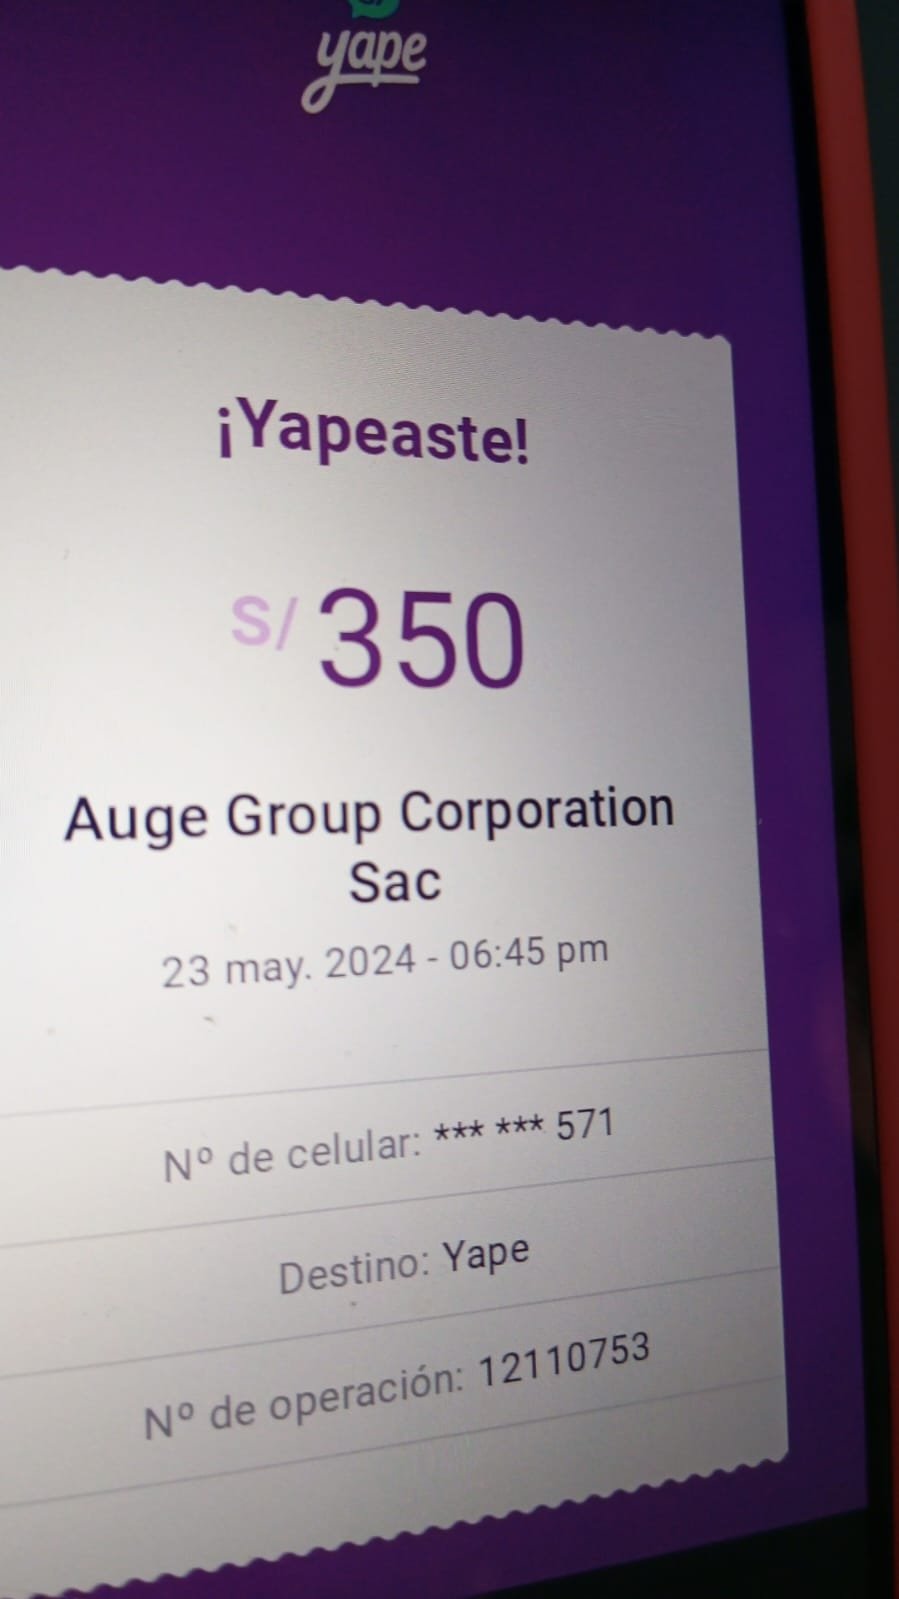 yape
¡Yapeaste!
S/ 350
Auge Group Corporation
Sac
23 may. 2024 - 06:45 pm
Nº de celular: *** *** 571
Destino: Yape
Nº de operación: 12110753